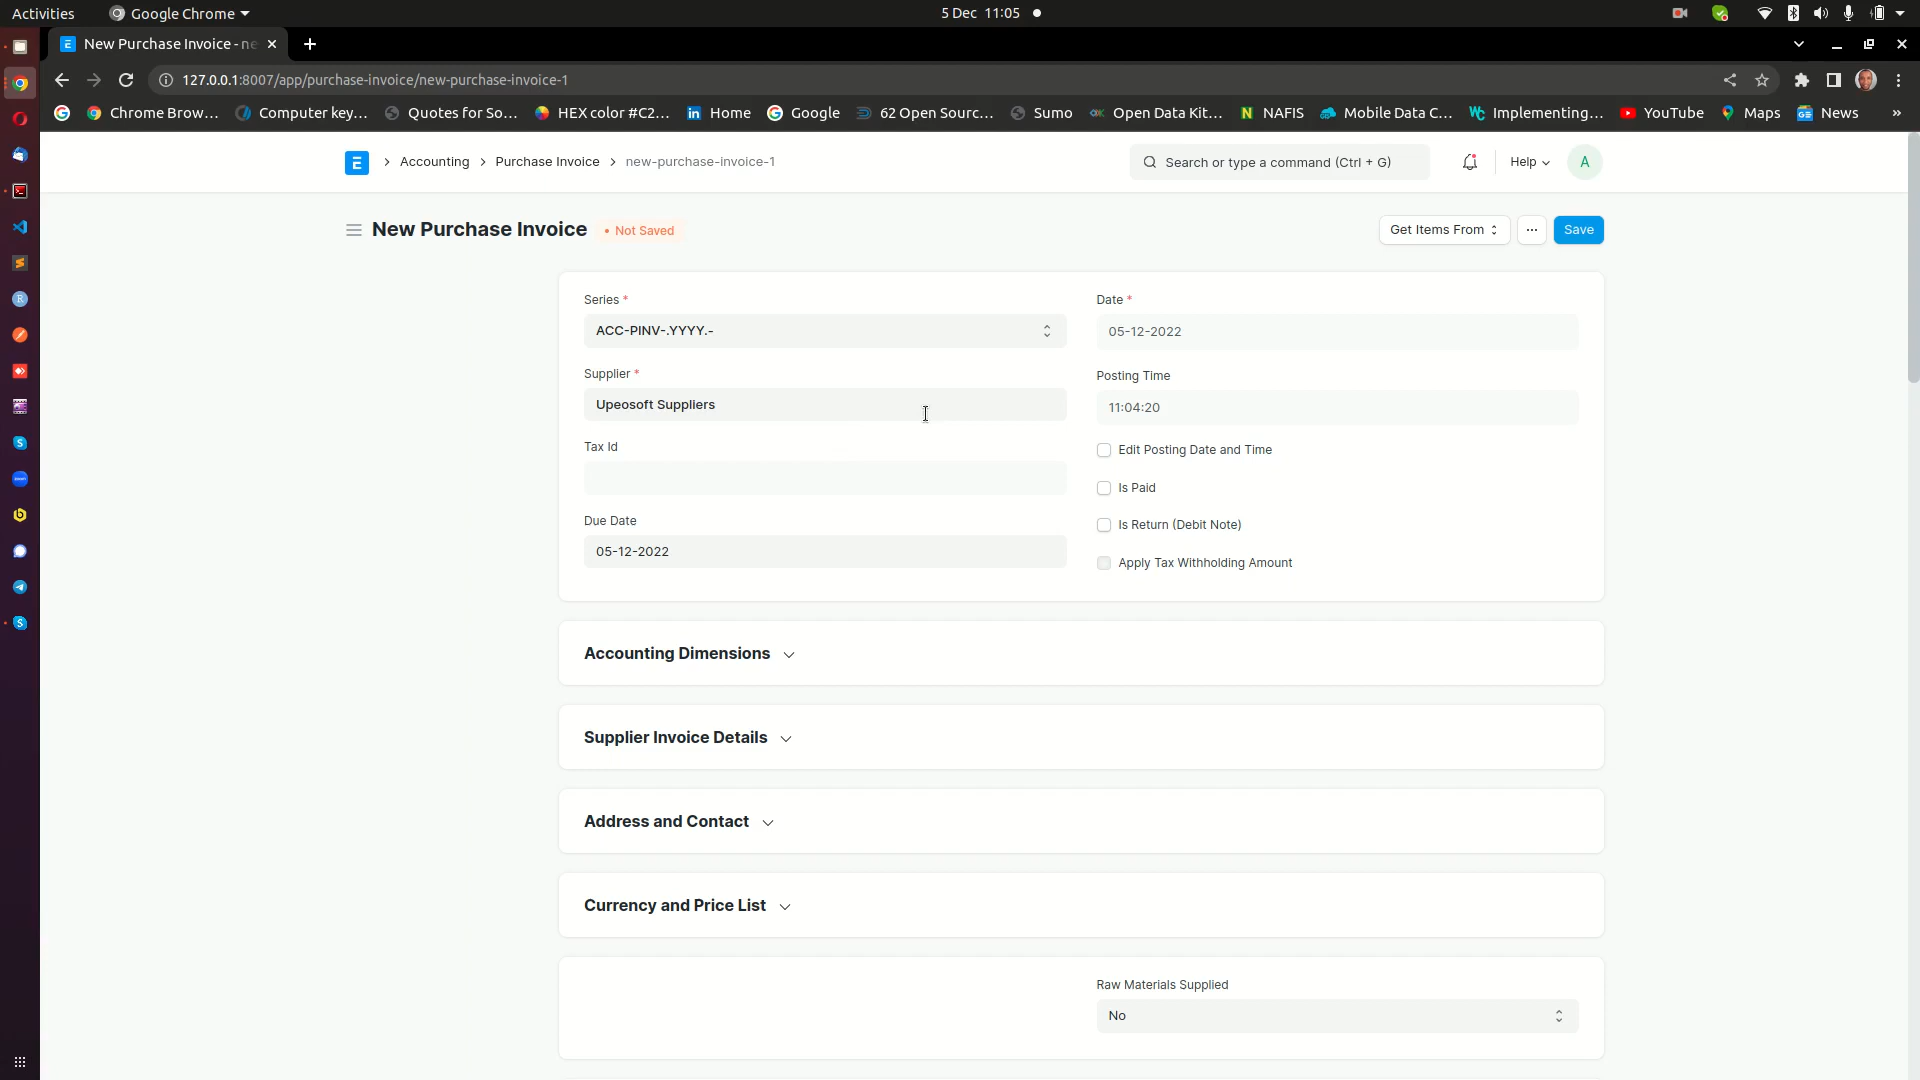 Activities
Google Chrome
5 Dec 11:05
New Purchase Invoice - ne
127.0.0.1:8007/app/purchase-invoice/new-purchase-invoice-1
Chrome Brow...
Computer key...
Quotes for So...
HEX color #C2...
Home
Google
62 Open Sourc...
Sumo
Open Data Kit...
NAFIS
Mobile Data C...
Implementing...
YouTube
Maps
News
»
E
Accounting
Purchase Invoice
new-purchase-invoice-1
Search or type a command (Ctrl + G)
Help
A
New Purchase Invoice
• Not Saved
Get Items From
Save
Series *
ACC-PINV-.YYYY.-
Supplier *
Upeosoft Suppliers
Tax Id
Due Date
05-12-2022
Date *
05-12-2022
Posting Time
11:04:20
Edit Posting Date and Time
Is Paid
Is Return (Debit Note)
Apply Tax Withholding Amount
Accounting Dimensions
Supplier Invoice Details
Address and Contact
Currency and Price List
Raw Materials Supplied
No